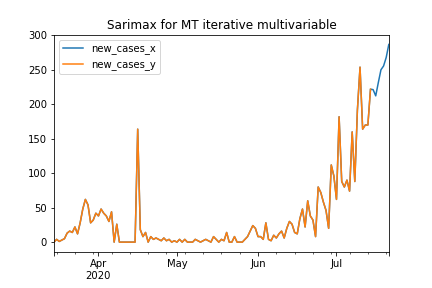 Sarimax for MT iterative multivariable
300
250
200
150
100
50
0
new_cases_x
new_cases_y
Apr
2020
May
Jun
Jul